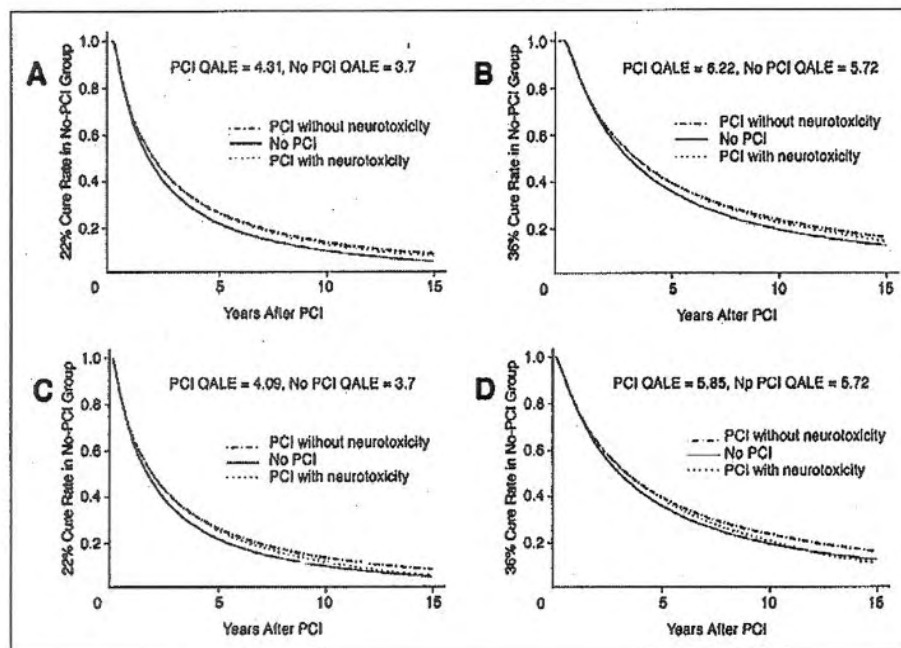 A
22% Cure Rate in No-PCI Group
1.0
0.8
0.6
0.4
0.2
0
5
10
15
Years After PCI
PCI QALE = 4.31, No PCI QALE = 3.7
PCI without neurotoxicity
No PCI
PCI with neurotoxicity
B
36% Cure Rate in No-PCI Group
1.0
0.8
0.6
0.4
0.2
0
5
10
15
Years After PCI
PCI QALE = 6.22, No PCI QALE = 5.72
PCI without neurotoxicity
No PCI
PCI with neurotoxicity
C
22% Cure Rate in No-PCI Group
1.0
0.8
0.6
0.4
0.2
0
5
10
15
Years After PCI
PCI QALE = 4.09, No PCI QALE = 3.7
PCI without neurotoxicity
No PCI
PCI with neurotoxicity
D
36% Cure Rate in No-PCI Group
1.0
0.8
0.6
0.4
0.2
0
5
10
15
Years After PCI
PCI QALE = 5.85, Np PCI QALE = 5.72
PCI without neurotoxicity
No PCI
PCI with neurotoxicity